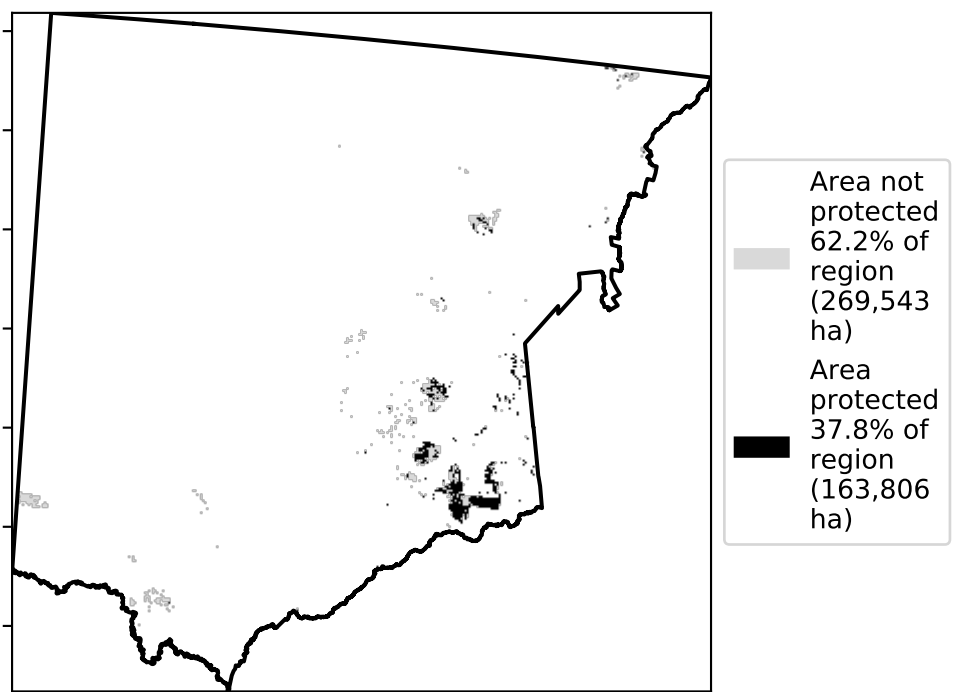 Area not
protected
62.2% of
region
(269,543
ha)
Area
protected
37.8% of
region
(163,806
ha)